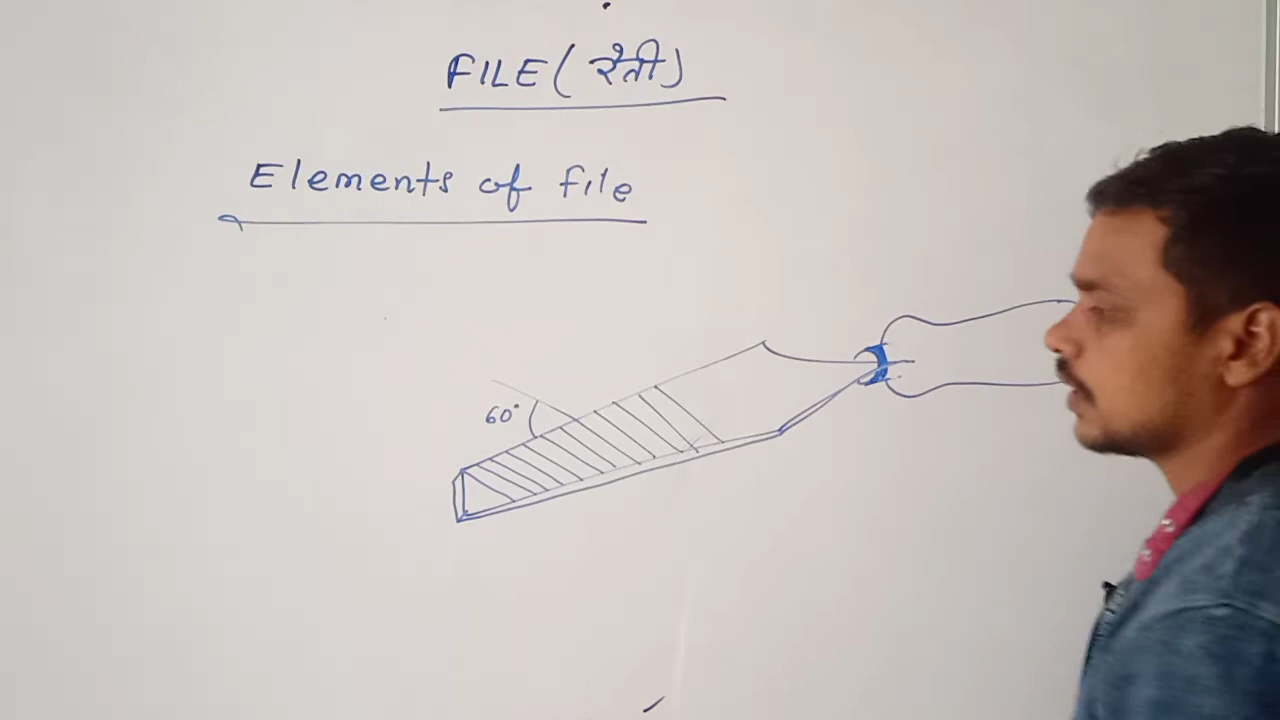 FILE (रेती)
Elements of file
60°